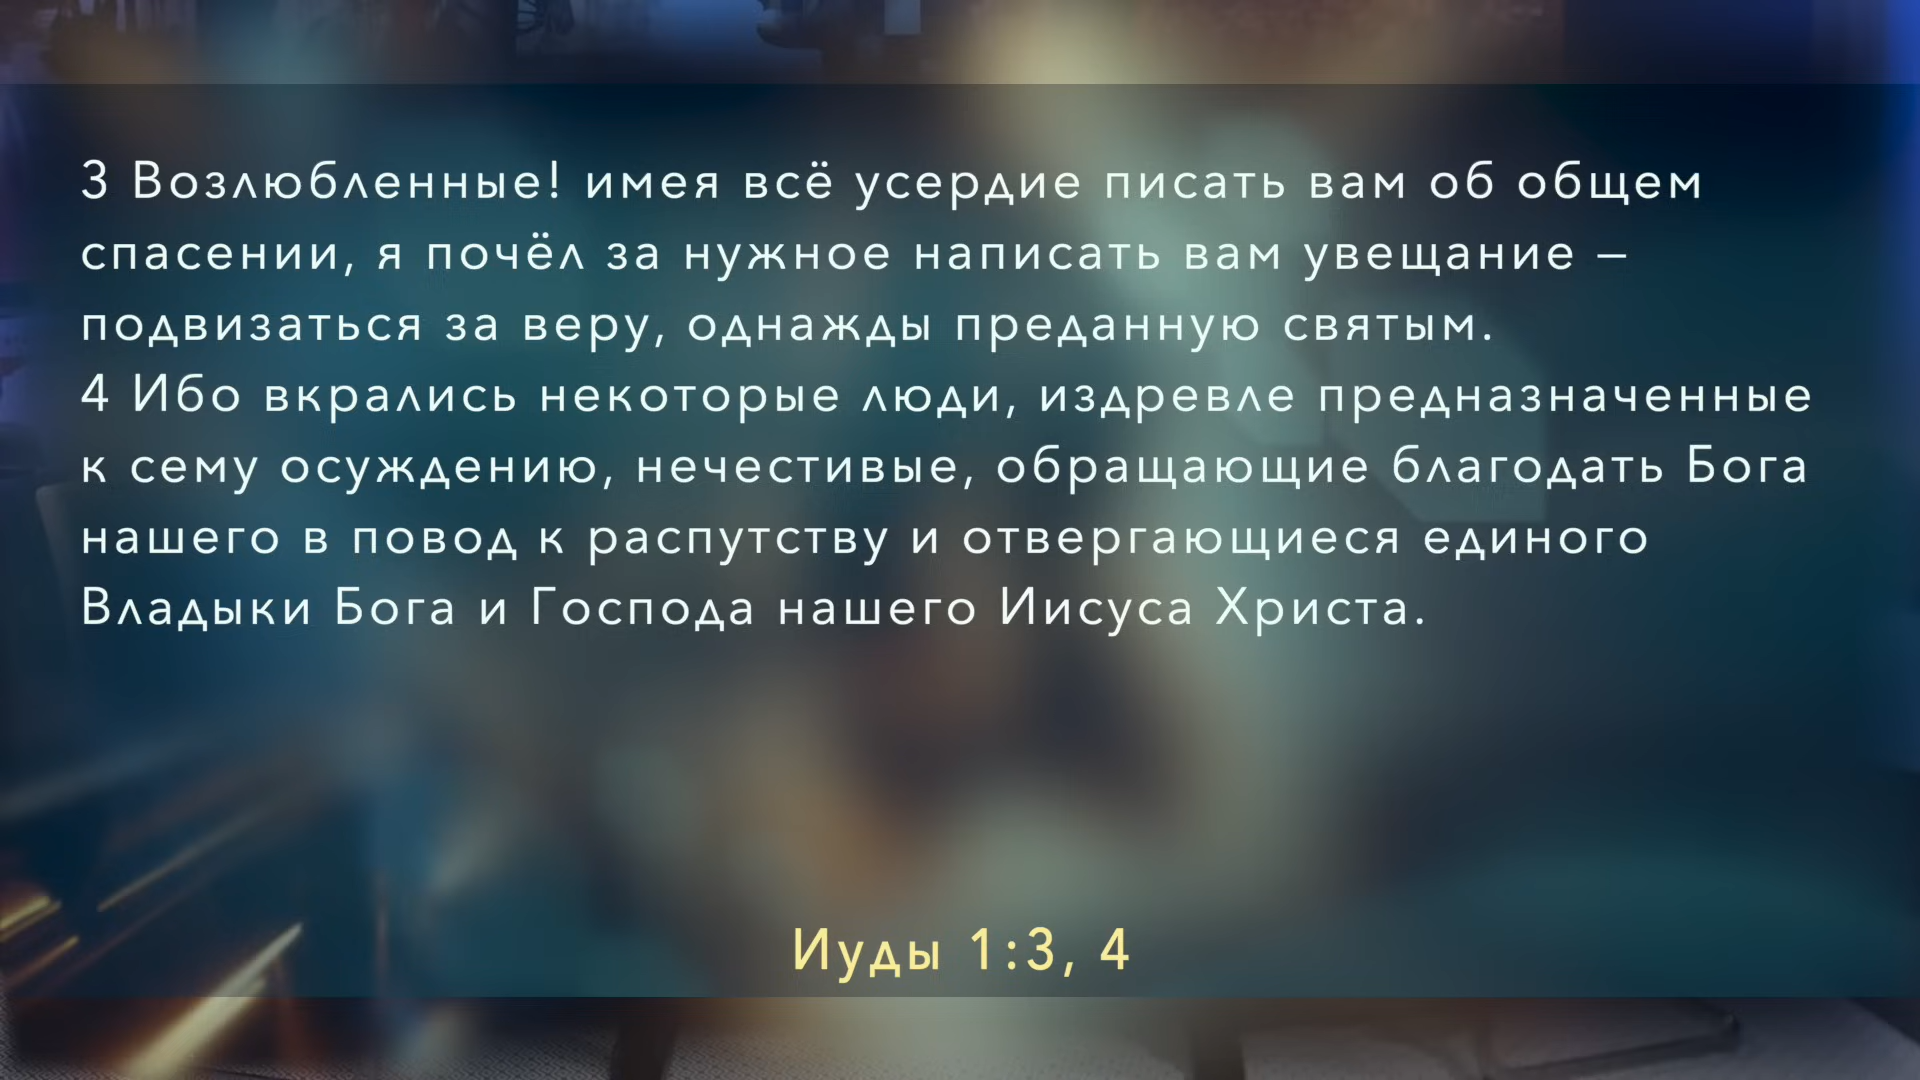 3 Возлюбленные! имея всё усердие писать вам об общем
спасении, я почёл за нужное написать вам увещание –
подвизаться за веру, однажды преданную святым.
4 Ибо вкрались некоторые люди, издревле предназначенные
к сему осуждению, нечестивые, обращающие благодать Бога
нашего в повод к распутству и отвергающиеся единого
Владыки Бога и Господа нашего Иисуса Христа.
Иуды 1:3, 4